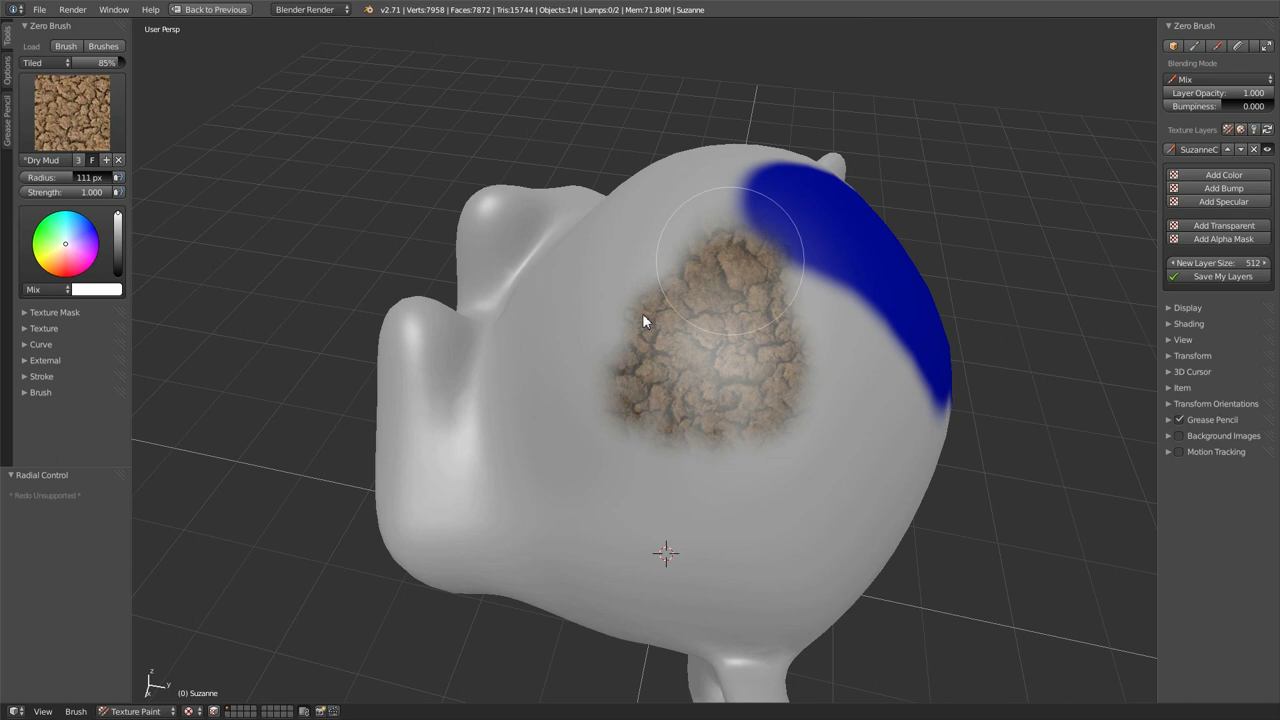 File Render Window Help Back to Previous Blender Render v2.71 | Verts:7958 | Faces:7872 | Tris:15744 | Objects:1/4 | Lamps:0/2 | Mem:71.80M | Suzanne
Tools
Options
Grease Pencil
Zero Brush
Load Brush Brushes
Tiled 85%
*Dry Mud 3 F
Radius: 111 px
Strength: 1.000
Mix
Texture Mask
Texture
Curve
External
Stroke
Brush
Radial Control
* Redo Unsupported *
User Persp
z
y
x
(0) Suzanne
Zero Brush
Blending Mode
Mix
Layer Opacity: 1.000
Bumpiness: 0.000
Texture Layers
SuzanneC
Add Color
Add Bump
Add Specular
Add Transparent
Add Alpha Mask
New Layer Size: 512
Save My Layers
Display
Shading
View
Transform
3D Cursor
Item
Transform Orientations
Grease Pencil
Background Images
Motion Tracking
View Brush Texture Paint